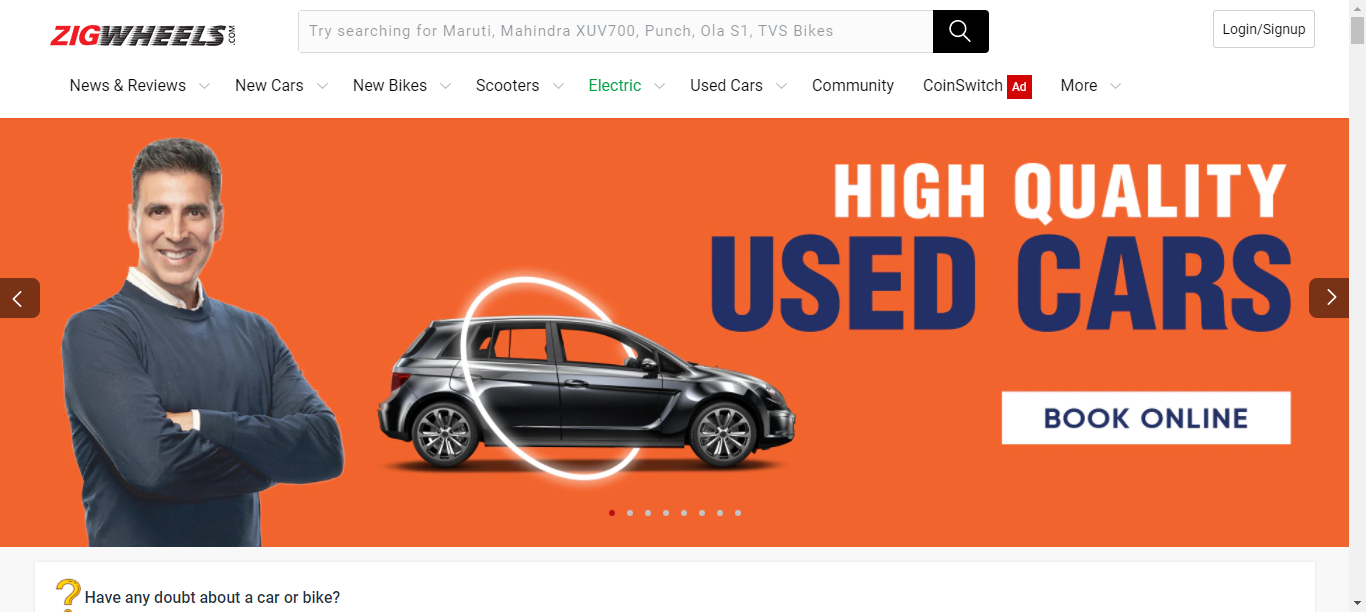 ZIGWHEELS.COM
Try searching for Maruti, Mahindra XUV700, Punch, Ola S1, TVS Bikes
Login/Signup
News & Reviews New Cars New Bikes Scooters Electric Used Cars Community CoinSwitch Ad More
HIGH QUALITY
USED CARS
BOOK ONLINE
Have any doubt about a car or bike?